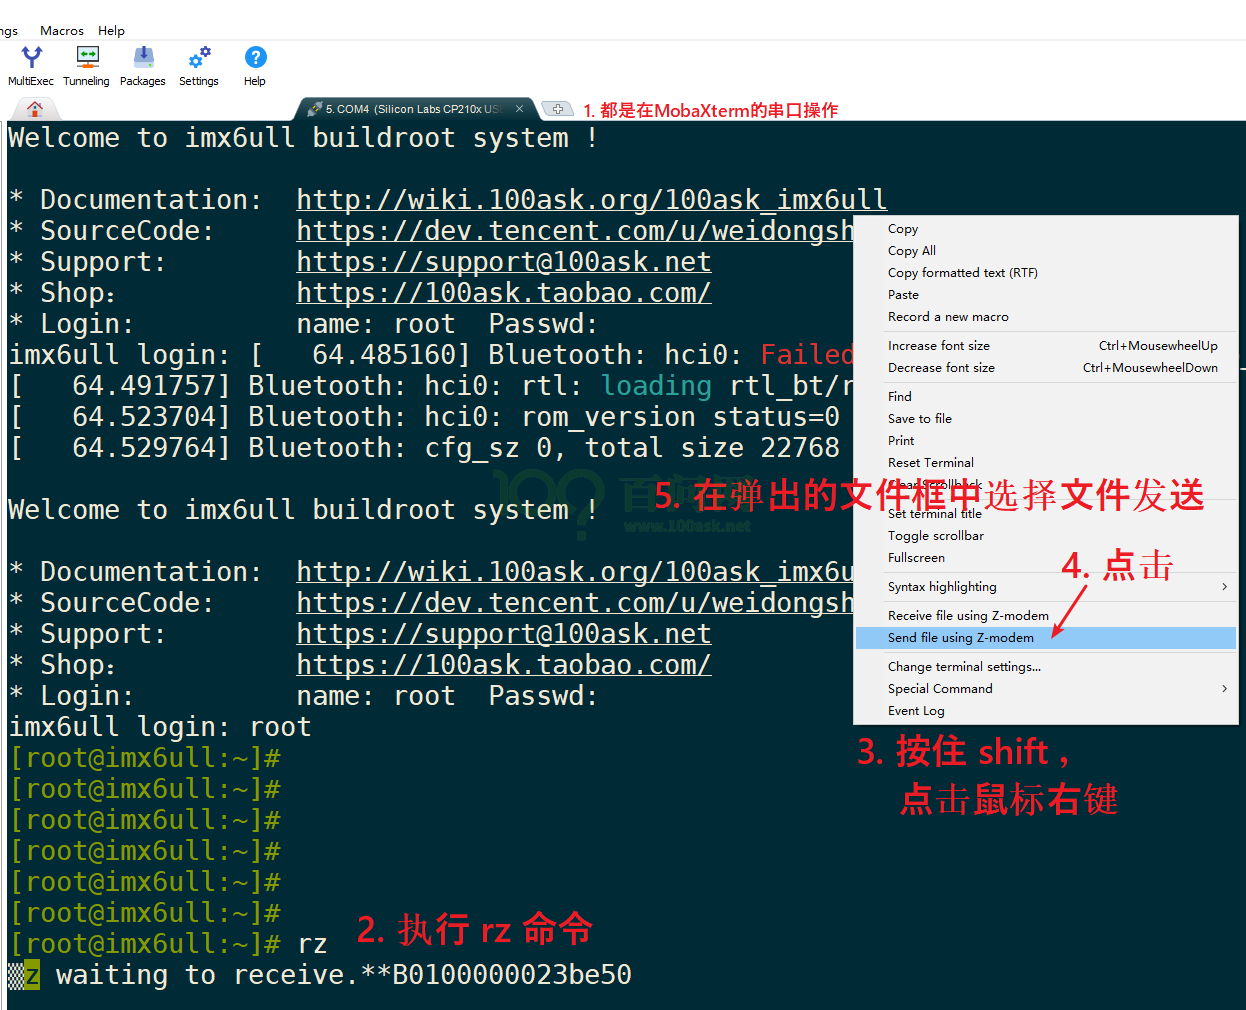 ngs Macros Help
MultiExec Tunneling Packages Settings Help
5. COM4 (Silicon Labs CP210x US
1. 都是在MobaXterm的串口操作
Welcome to imx6ull buildroot system !
* Documentation: http://wiki.100ask.org/100ask_imx6ull
* SourceCode: https://dev.tencent.com/u/weidongsh
* Support: https://support@100ask.net
* Shop: https://100ask.taobao.com/
* Login: name: root Passwd:
imx6ull login: [ 64.485160] Bluetooth: hci0: Failed
[ 64.491757] Bluetooth: hci0: rtl: loading rtl_bt/r
[ 64.523704] Bluetooth: hci0: rom_version status=0
[ 64.529764] Bluetooth: cfg_sz 0, total size 22768
Welcome to imx6ull buildroot system !
* Documentation: http://wiki.100ask.org/100ask_imx6u
* SourceCode: https://dev.tencent.com/u/weidongsh
* Support: https://support@100ask.net
* Shop: https://100ask.taobao.com/
* Login: name: root Passwd:
imx6ull login: root
[root@imx6ull:~]#
[root@imx6ull:~]#
[root@imx6ull:~]#
[root@imx6ull:~]#
[root@imx6ull:~]#
[root@imx6ull:~]#
[root@imx6ull:~]# rz
z waiting to receive.**B0100000023be50
2. 执行 rz 命令
Copy
Copy All
Copy formatted text (RTF)
Paste
Record a new macro
Increase font size Ctrl+MousewheelUp
Decrease font size Ctrl+MousewheelDown
Find
Save to file
Print
Reset Terminal
Clear Scrollback
Set terminal title
Toggle scrollbar
Fullscreen
Syntax highlighting
Receive file using Z-modem
Send file using Z-modem
Change terminal settings...
Special Command
Event Log
3. 按住 shift ，
点击鼠标右键
4. 点击
5. 在弹出的文件框中选择文件发送
www.100ask.net